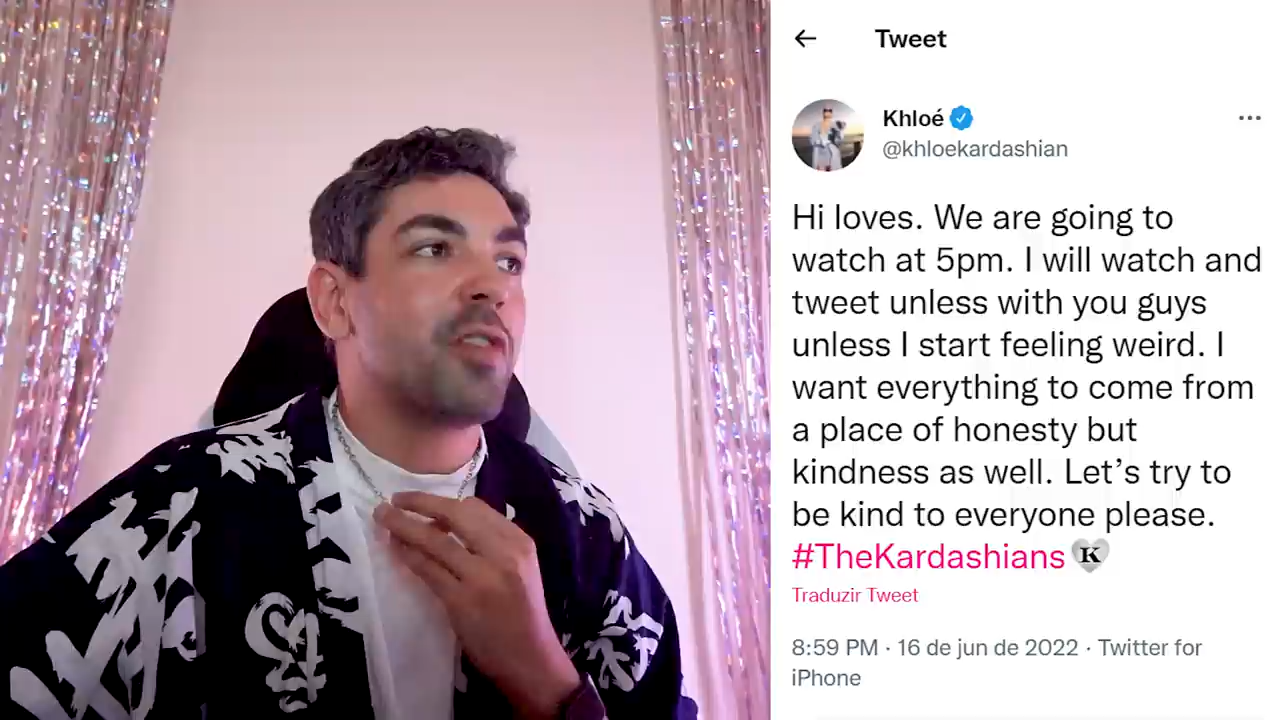 Tweet
Khloé
@khloekardashian
Hi loves. We are going to
watch at 5pm. I will watch and
tweet unless with you guys
unless I start feeling weird. I
want everything to come from
a place of honesty but
kindness as well. Let’s try to
be kind to everyone please.
#TheKardashians K
Traduzir Tweet
8:59 PM · 16 de jun de 2022 · Twitter for
iPhone